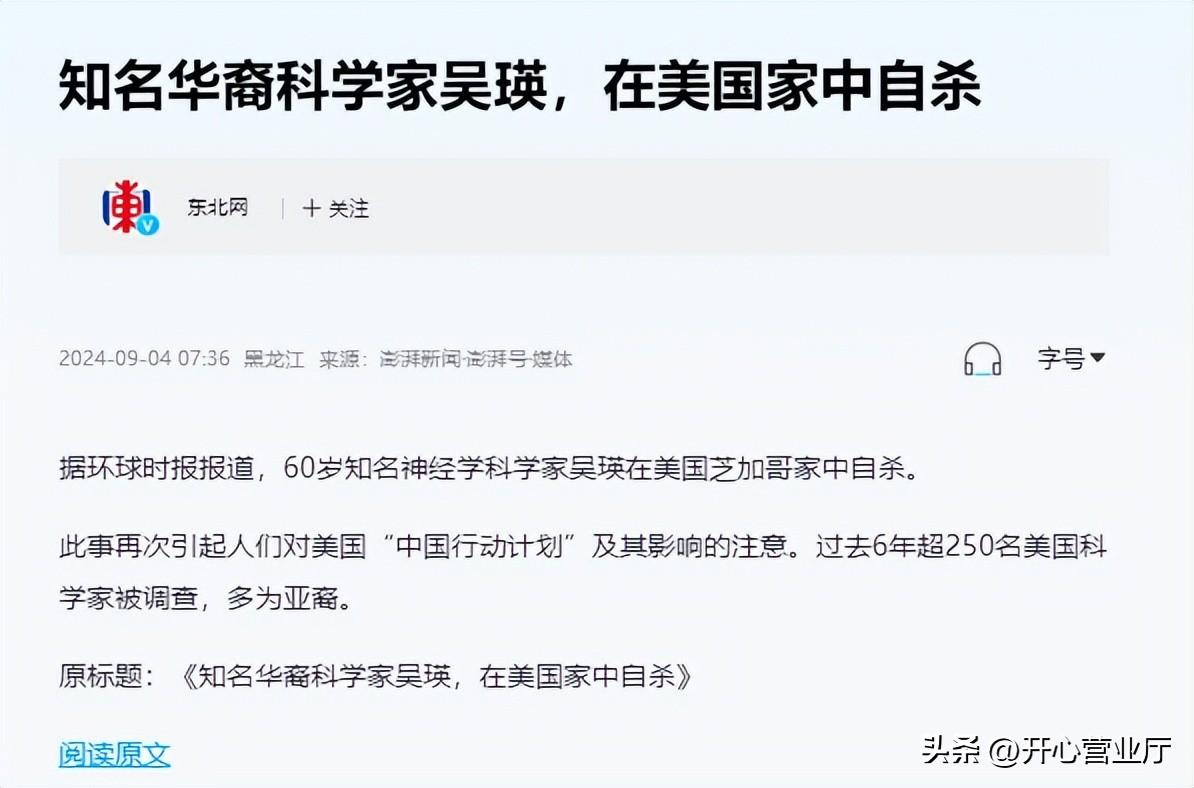 知名华裔科学家吴瑛，在美国家中自杀
東
V
东北网 | 十 关注
2024-09-04 07:36 黑龙江 来源：澎湃新闻·澎湃号·媒体
字号▼
据环球时报报道，60岁知名神经学科学家吴瑛在美国芝加哥家中自杀。
此事再次引起人们对美国“中国行动计划”及其影响的注意。过去6年超250名美国科
学家被调查，多为亚裔。
原标题：《知名华裔科学家吴瑛，在美国家中自杀》
阅读原文
头条 @开心营业厅